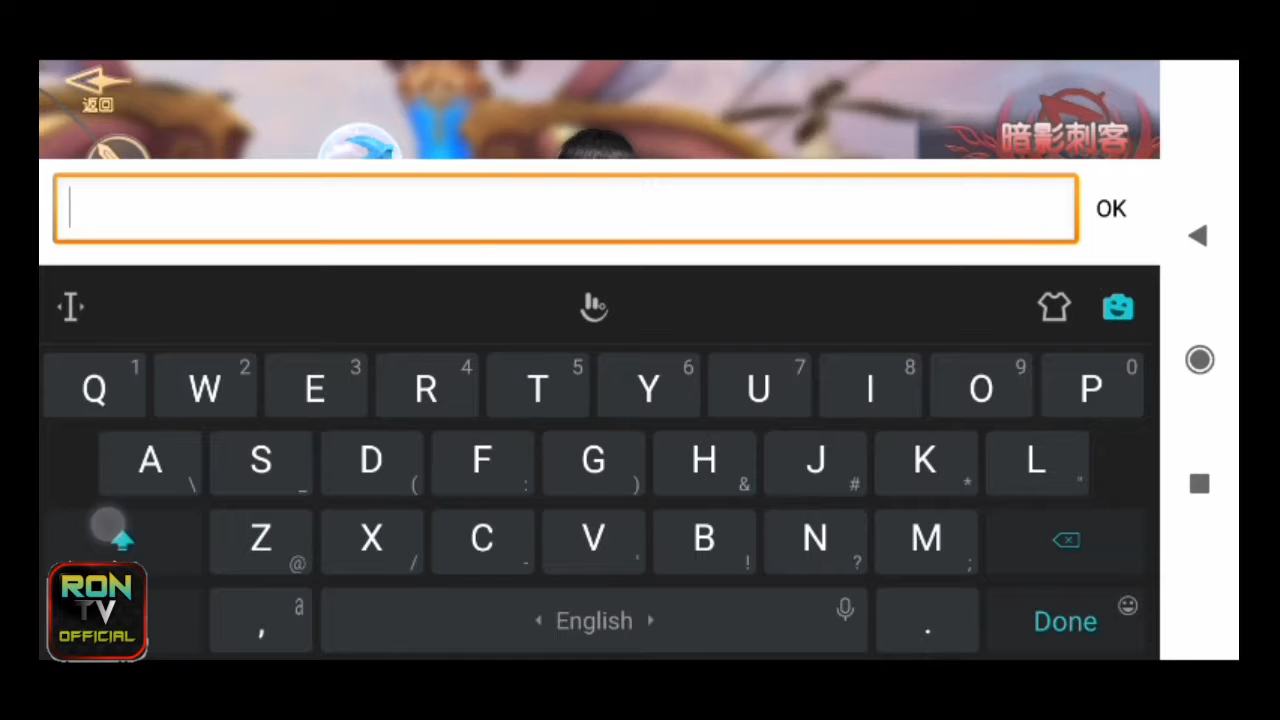 返回
暗影刺客
OK
Q 1 W 2 E 3 R 4 T 5 Y 6 U 7 I 8 O 9 P 0
A \ S _ D ( F : G ) H & J # K * L "
Z @ X / C - V ' B ! N ? M ;
, a English . Done
RON
TV
OFFICIAL